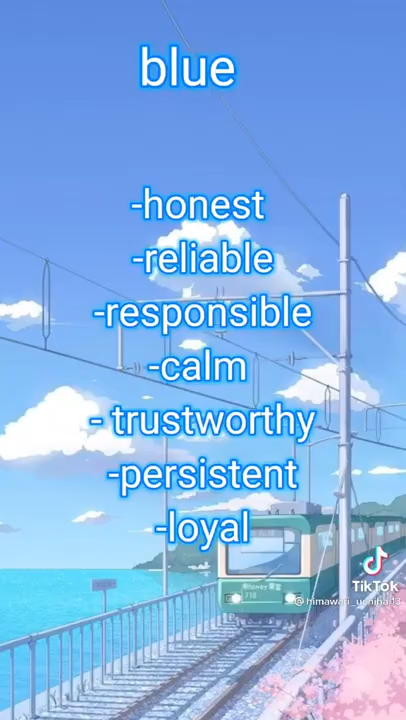 blue
-honest
-reliable
-responsible
-calm
- trustworthy
-persistent
-loyal
TikTok